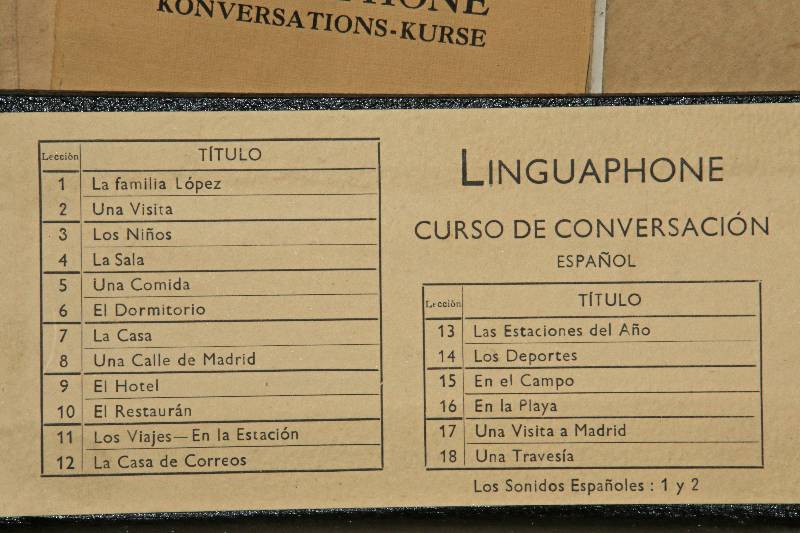 KONVERSATIONS-KURSE
Lección TÍTULO
1 La familia López
2 Una Visita
3 Los Niños
4 La Sala
5 Una Comida
6 El Dormitorio
7 La Casa
8 Una Calle de Madrid
9 El Hotel
10 El Restaurán
11 Los Viajes—En la Estación
12 La Casa de Correos
LINGUAPHONE
CURSO DE CONVERSACIÓN
ESPAÑOL
Lección TÍTULO
13 Las Estaciones del Año
14 Los Deportes
15 En el Campo
16 En la Playa
17 Una Visita a Madrid
18 Una Travesía
Los Sonidos Españoles : 1 y 2